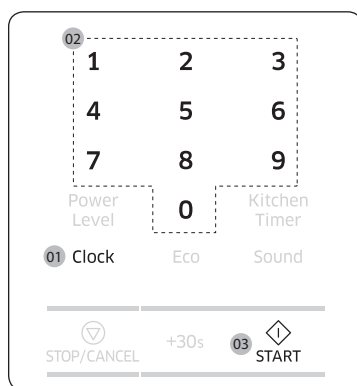 02
1 2 3
4 5 6
7 8 9
Power Level 0 Kitchen Timer
01 Clock Eco Sound
STOP/CANCEL +30s 03 START